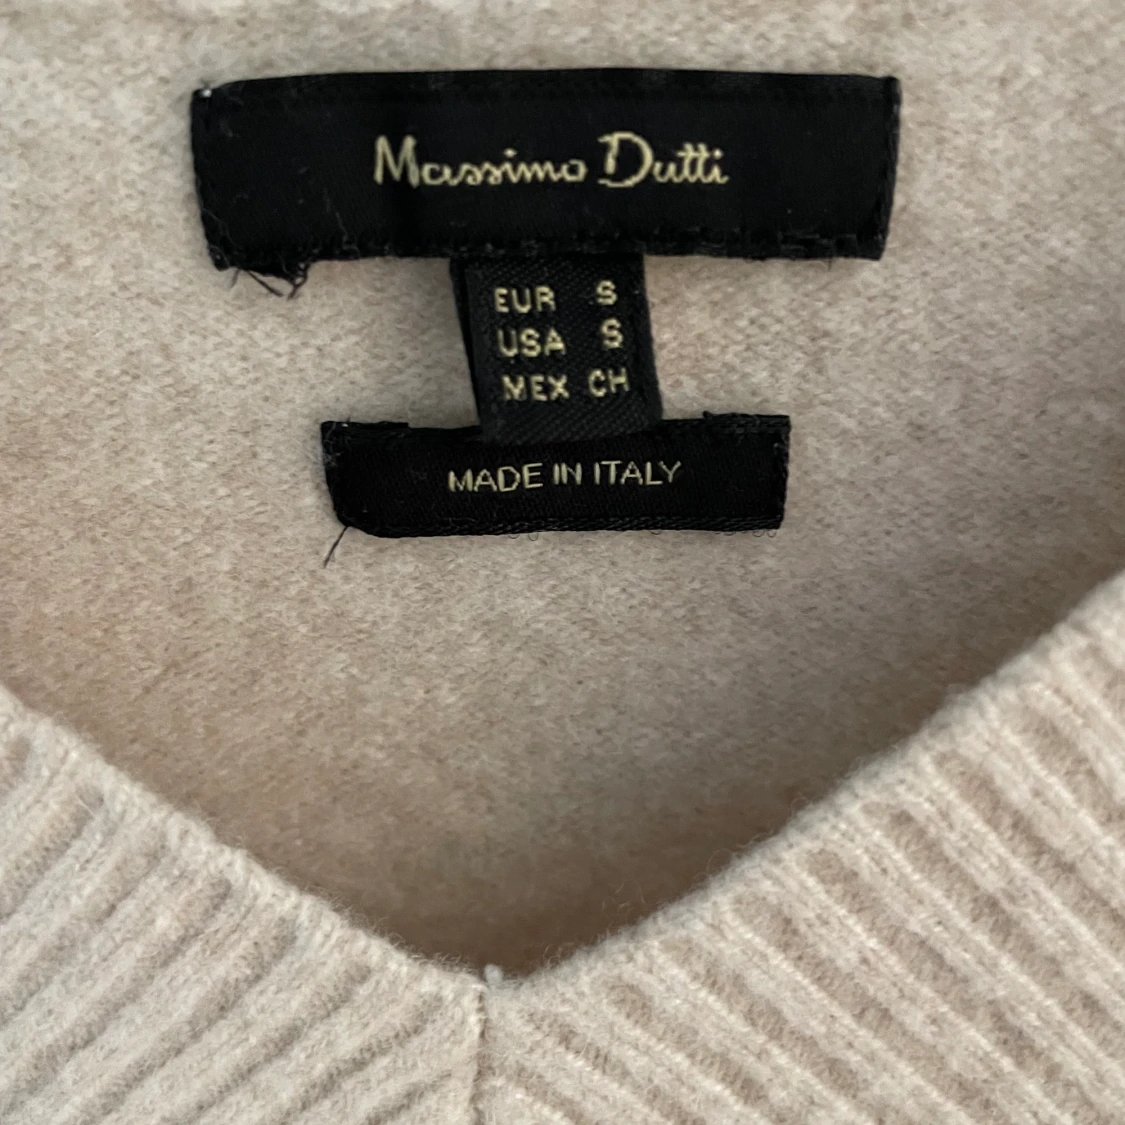 Massimo Dutti
EUR S
USA S
MEX CH
MADE IN ITALY